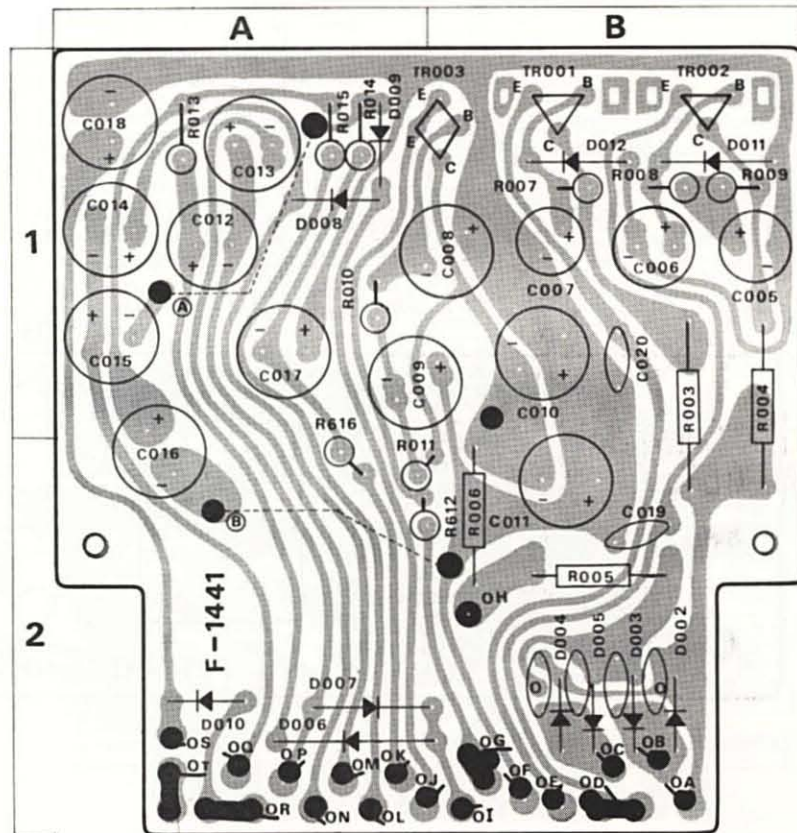 A B
1
2
TR003 TR001 TR002
E B E B E B
E C C C
C018 R013 C013 R015 R014 D009
D012 D011
R007 R008 R009
C014 C012 D008 C008 C007 C006 C005
A
R010
C015 C017 C009 C010 C020 R003 R004
C016 R616 R011
B
R612 R006 C011 C019
R005
OH
F-1441
D004 D005 D003 D002
O O
D007
D010 D006
OS OQ OP OM OK OG OC OB
OT OJ OF OE OD OA
OR ON OL OI